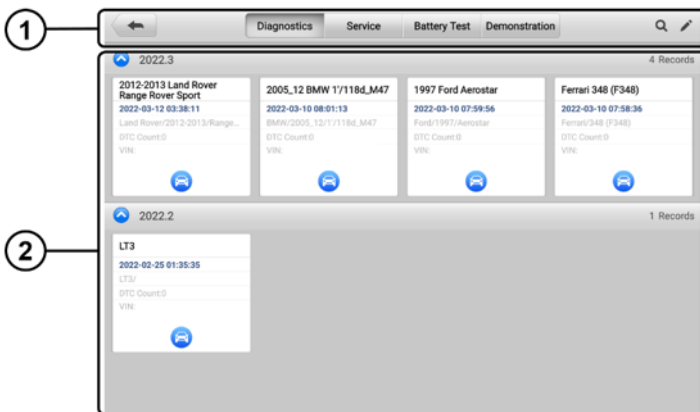 1
Diagnostics Service Battery Test Demonstration
2022.3 4 Records
2012-2013 Land Rover
Range Rover Sport
2022-03-12 03:38:11
Land Rover/2012-2013/Range...
DTC Count:0
VIN:
2005_12 BMW 1'/118d_M47
2022-03-10 08:01:13
BMW/2005_12/1'/118d_M47
DTC Count:0
VIN:
1997 Ford Aerostar
2022-03-10 07:59:56
Ford/1997/Aerostar
DTC Count:0
VIN:
Ferrari 348 (F348)
2022-03-10 07:58:36
Ferrari/348 (F348)
DTC Count:0
VIN:
2
2022.2 1 Records
LT3
2022-02-25 01:35:35
LT3/
DTC Count:0
VIN: